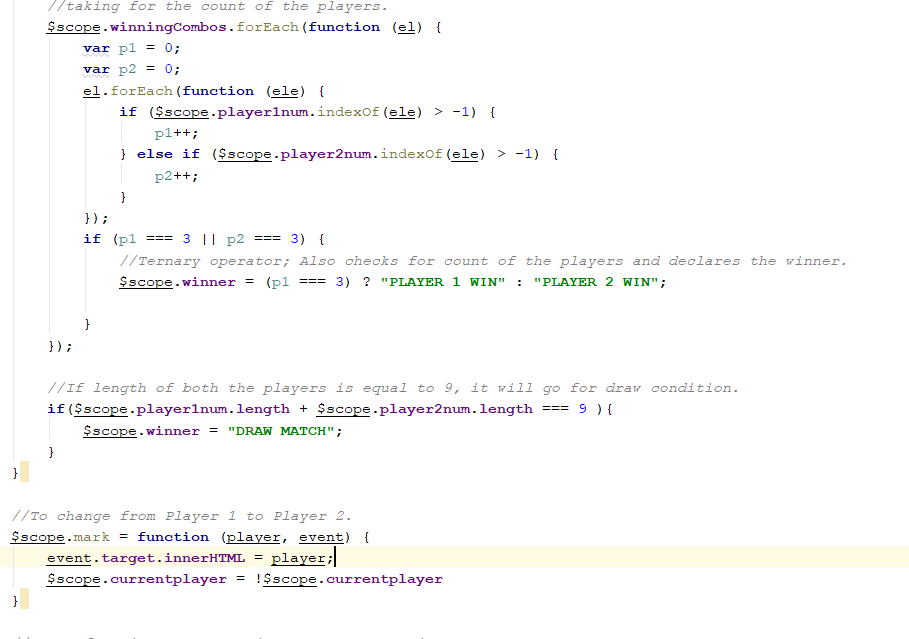 //taking for the count of the players.
$scope.winningCombos.forEach(function (el) {
var p1 = 0;
var p2 = 0;
el.forEach(function (ele) {
if ($scope.player1num.indexOf(ele) > -1) {
p1++;
} else if ($scope.player2num.indexOf(ele) > -1) {
p2++;
}
});
if (p1 === 3 || p2 === 3) {
//Ternary operator; Also checks for count of the players and declares the winner.
$scope.winner = (p1 === 3) ? "PLAYER 1 WIN" : "PLAYER 2 WIN";
}
});
//If length of both the players is equal to 9, it will go for draw condition.
if($scope.player1num.length + $scope.player2num.length === 9 ){
$scope.winner = "DRAW MATCH";
}
}
//To change from Player 1 to Player 2.
$scope.mark = function (player, event) {
event.target.innerHTML = player;
$scope.currentplayer = !$scope.currentplayer
}